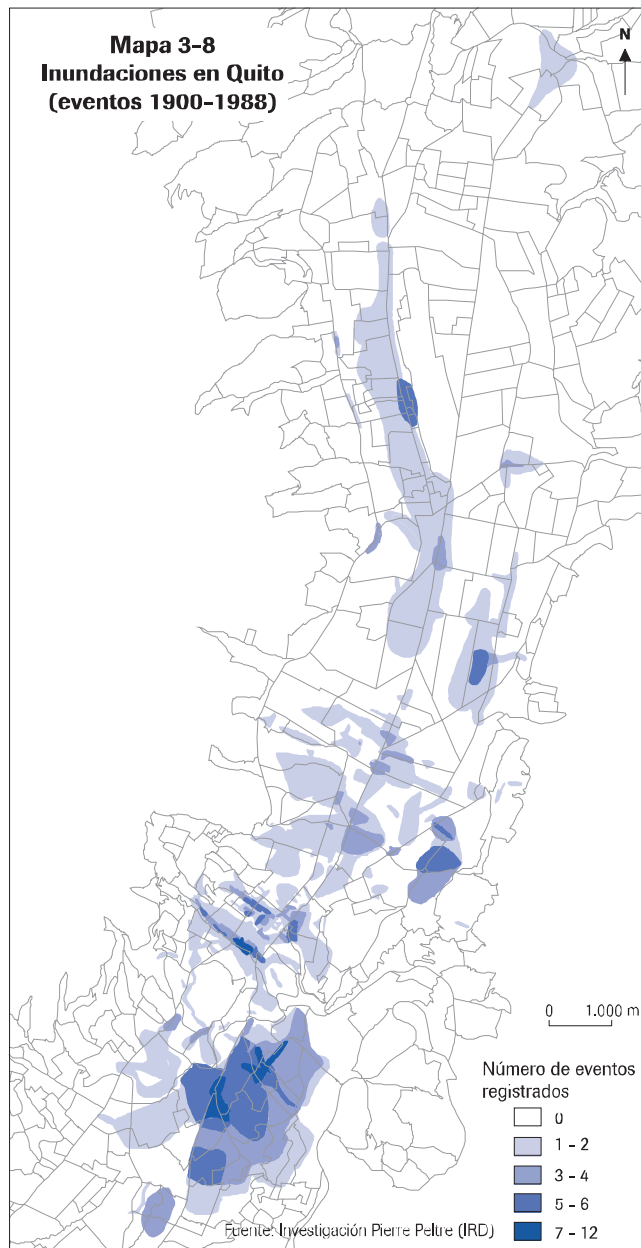 Mapa 3-8
Inundaciones en Quito
(eventos 1900-1988)
N
0 1.000 m
Número de eventos
registrados
0
1 - 2
3 - 4
5 - 6
7 - 12
Fuente: Investigación Pierre Peltre (IRD)